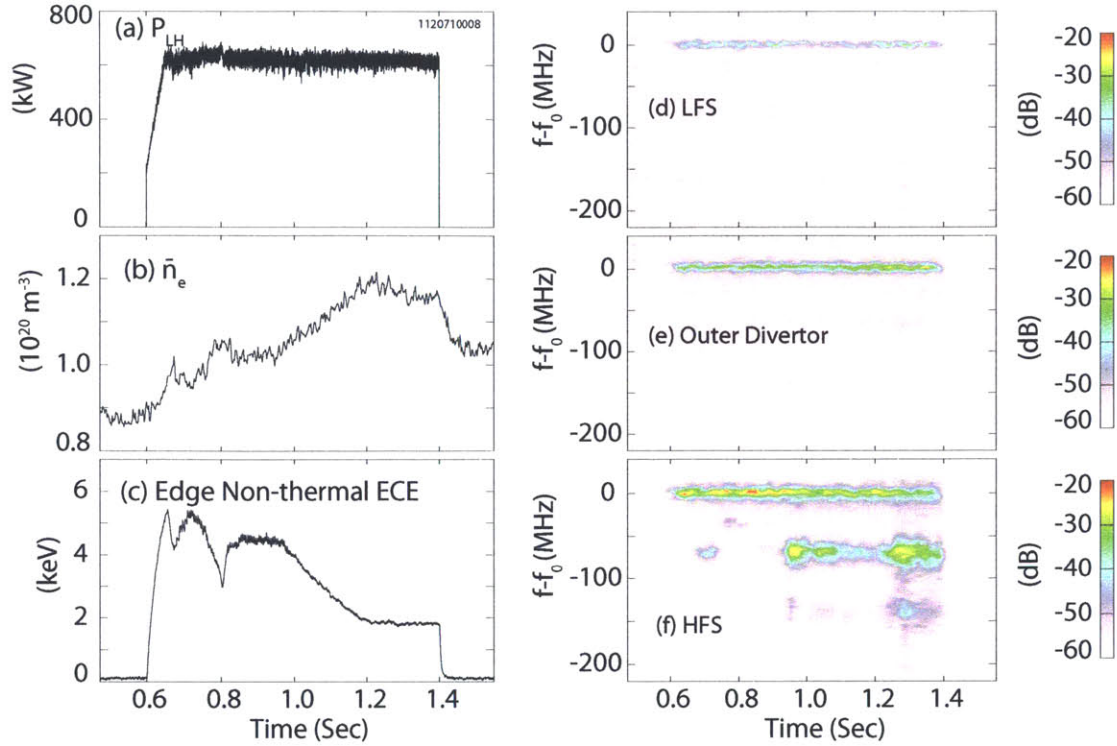 800
(a) P_LH
1120710008
(kW)
400
0
1.2
(b) n̄_e
(10^20 m^-3)
1.0
0.8
6
(c) Edge Non-thermal ECE
4
(keV)
2
0
0.6 0.8 1.0 1.2 1.4
Time (Sec)
0
f-f_0 (MHz)
(d) LFS
-100
-200
-20
-30
(dB)
-40
-50
-60
0
f-f_0 (MHz)
(e) Outer Divertor
-100
-200
-20
-30
(dB)
-40
-50
-60
0
f-f_0 (MHz)
-100
(f) HFS
-200
-20
-30
(dB)
-40
-50
-60
0.6 0.8 1.0 1.2 1.4
Time (Sec)